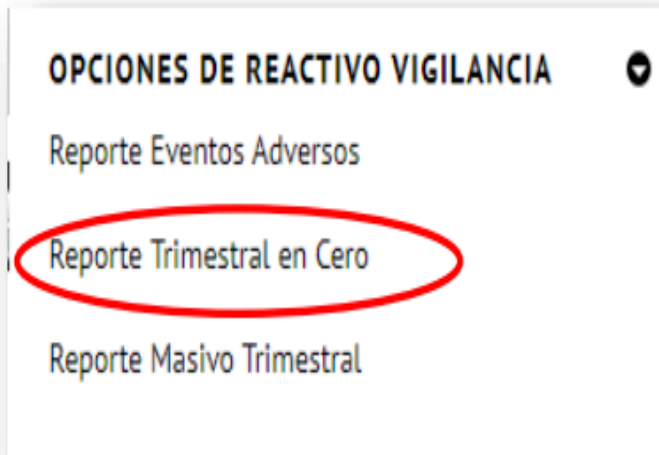 OPCIONES DE REACTIVO VIGILANCIA
Reporte Eventos Adversos
Reporte Trimestral en Cero
Reporte Masivo Trimestral